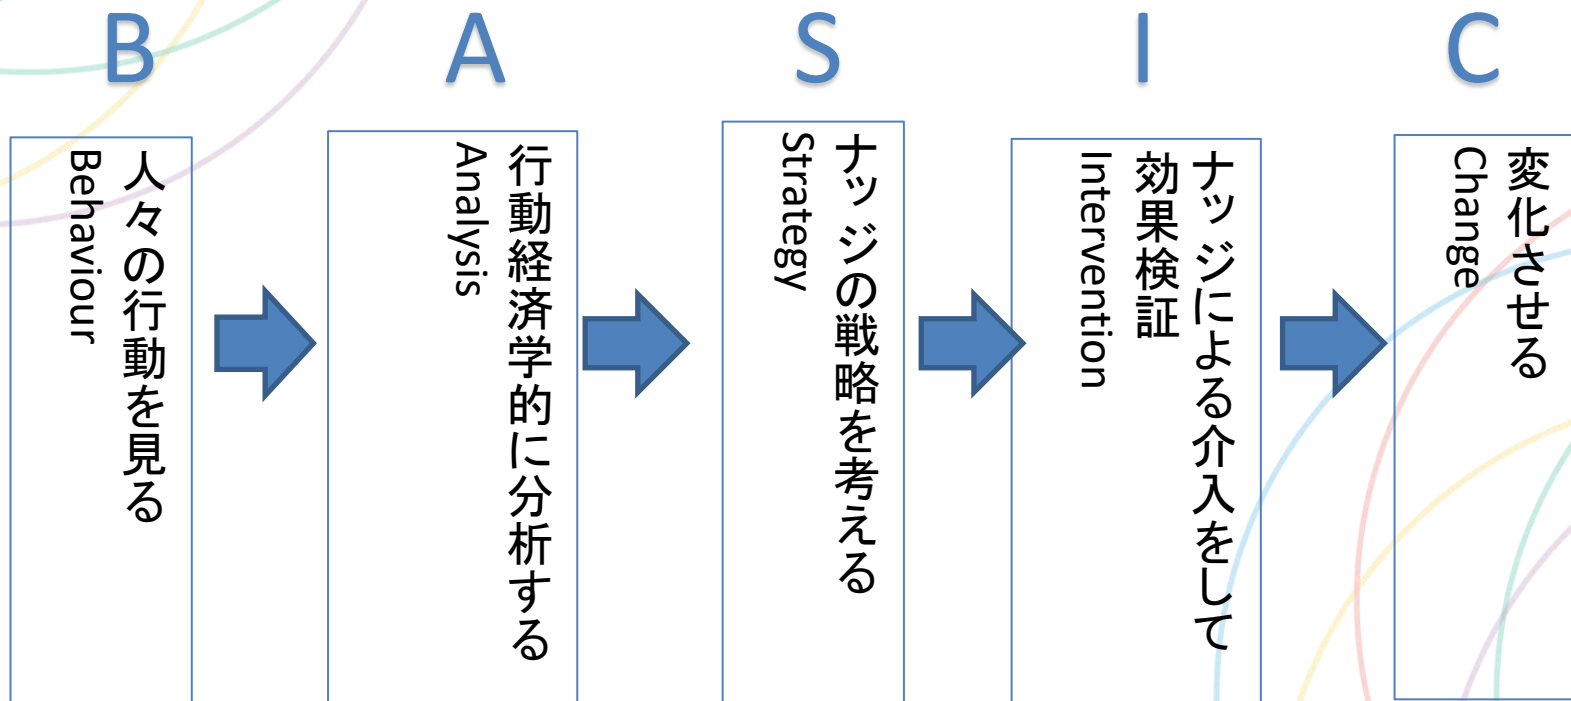 B
A
S
I
C
人々の行動を見る
Behaviour
行動経済学的に分析する
Analysis
ナッジの戦略を考える
Strategy
ナッジによる介入をして
効果検証
Intervention
変化させる
Change